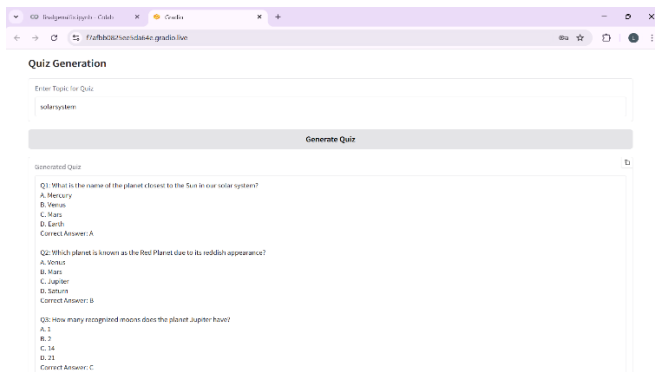 Gradio
f7afbb0825ee5da64e.gradio.live
Quiz Generation
Enter Topic for Quiz
solarsystem
Generate Quiz
Generated Quiz
Q1: What is the name of the planet closest to the Sun in our solar system?
A. Mercury
B. Venus
C. Mars
D. Earth
Correct Answer: A
Q2: Which planet is known as the Red Planet due to its reddish appearance?
A. Venus
B. Mars
C. Jupiter
D. Saturn
Correct Answer: B
Q3: How many recognized moons does the planet Jupiter have?
A. 1
B. 2
C. 14
D. 21
Correct Answer: C